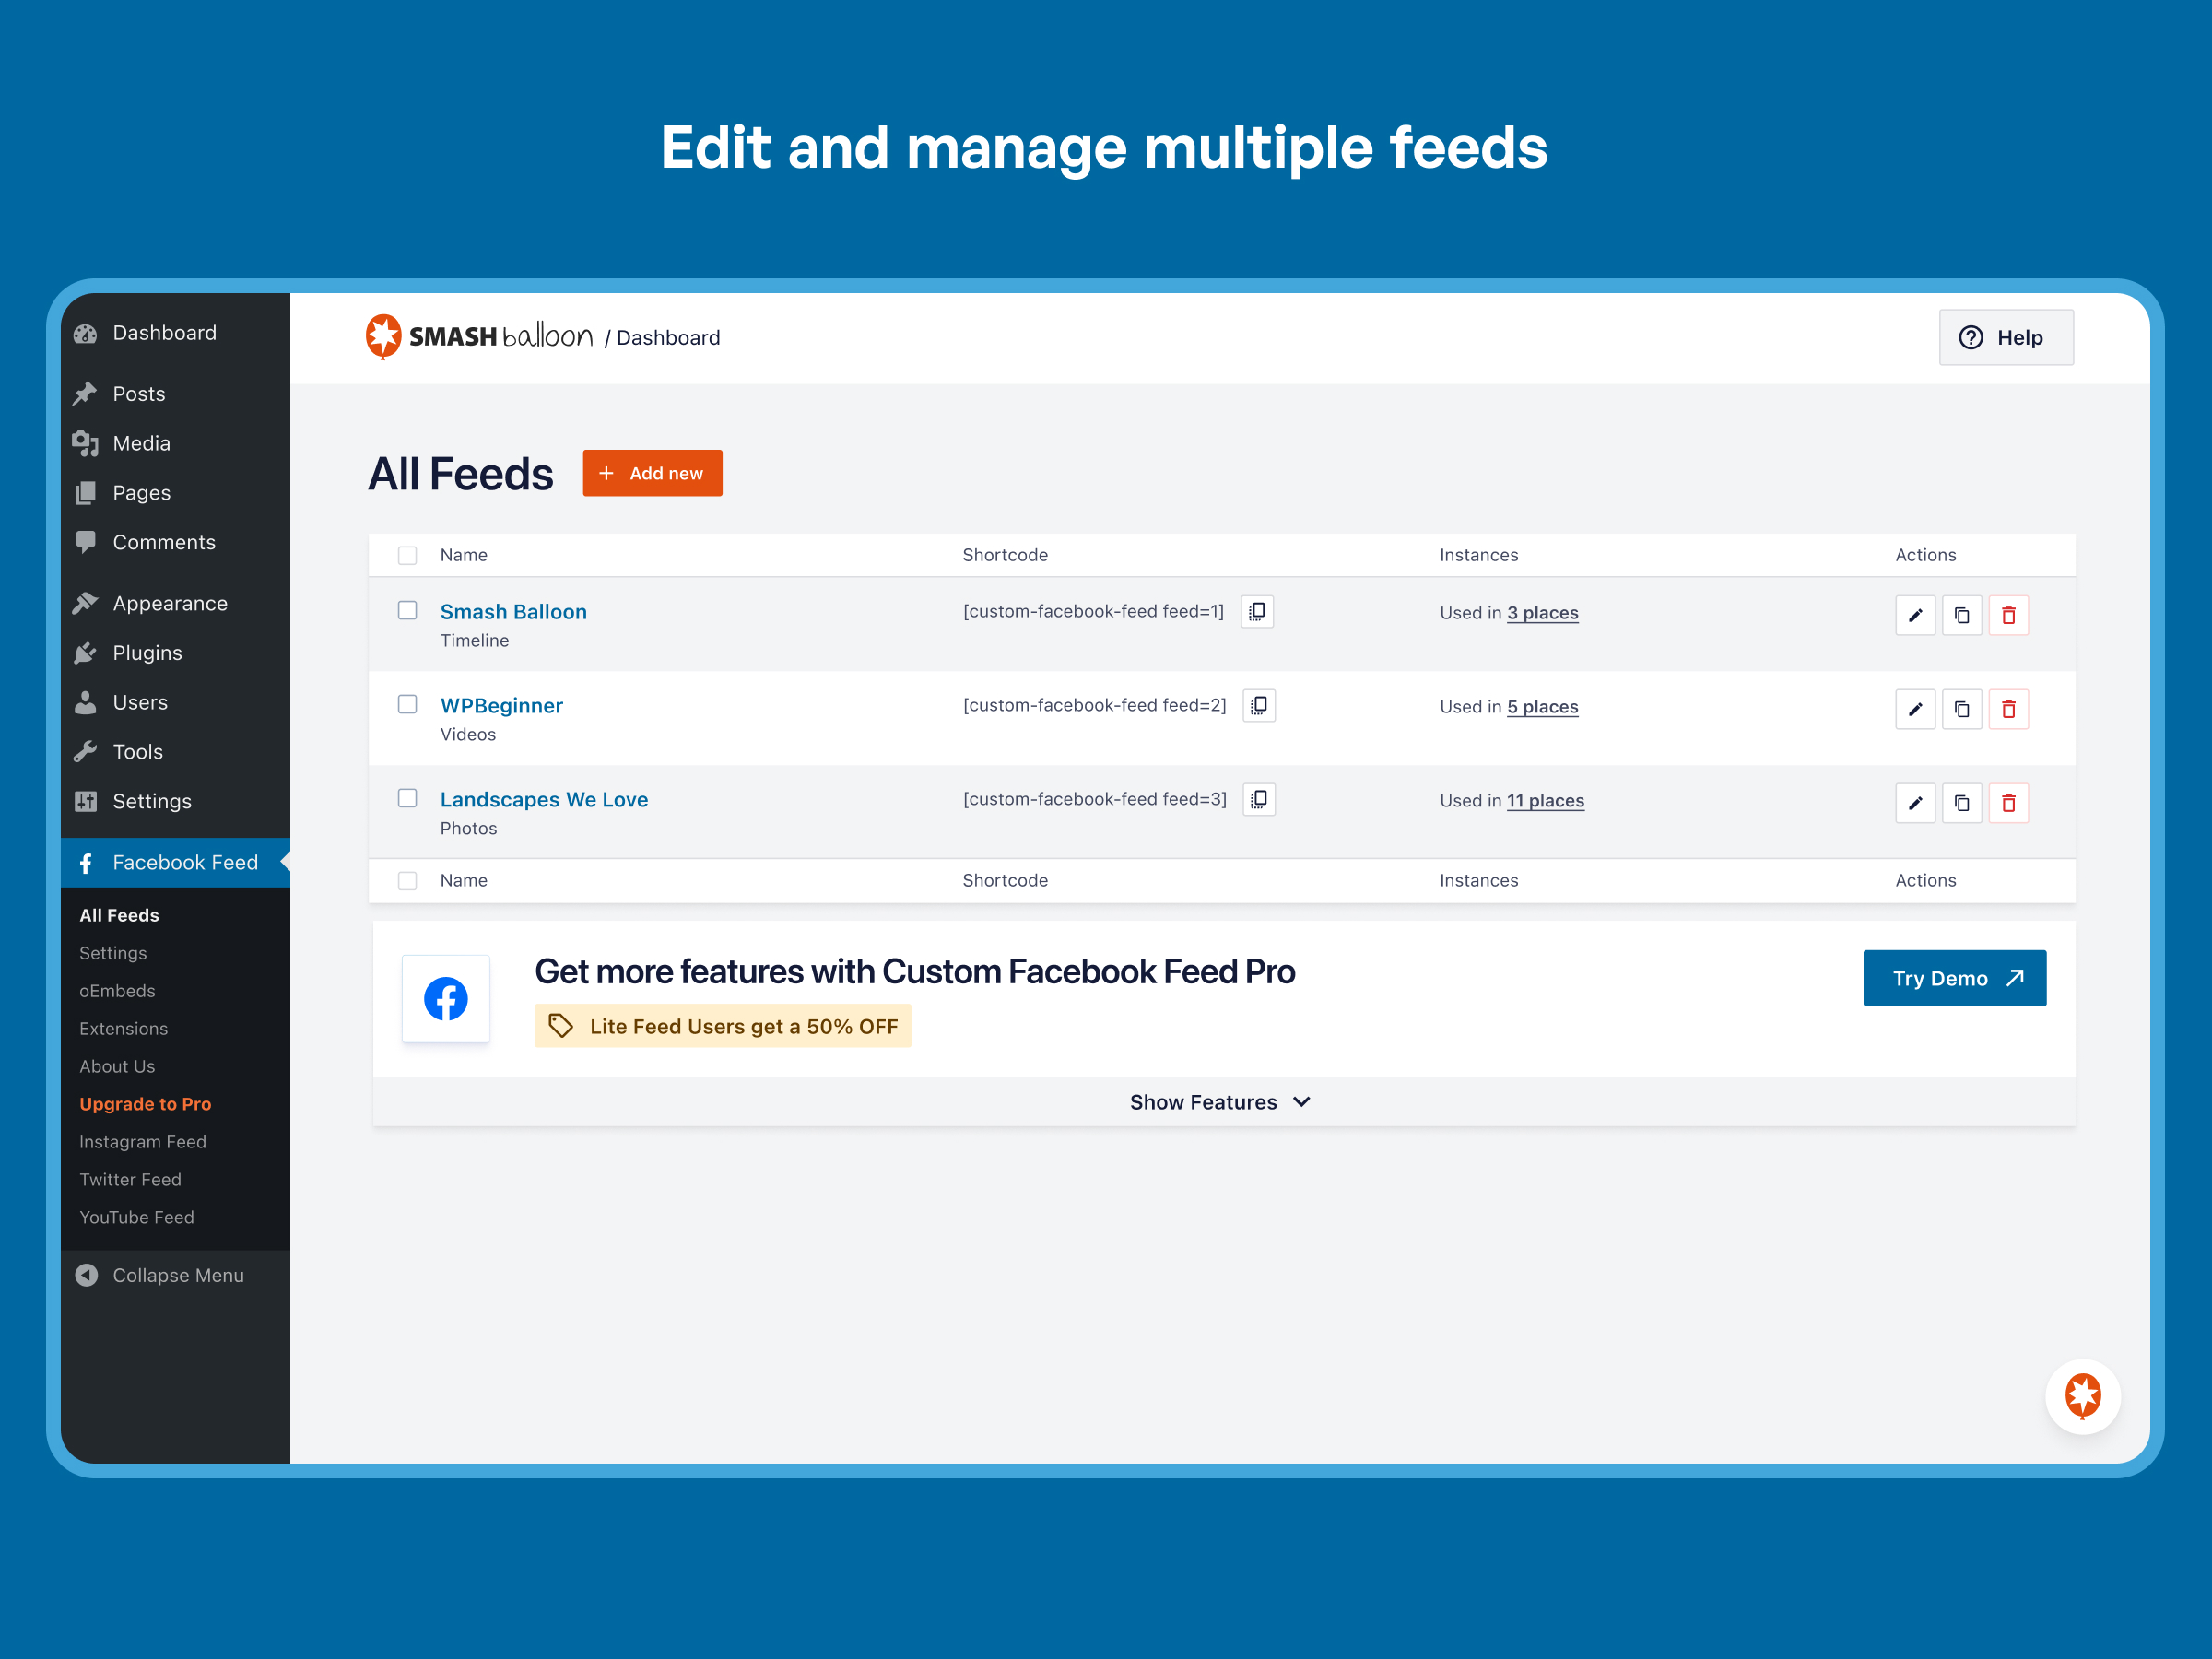 Edit and manage multiple feeds
Dashboard
Posts
Media
Pages
Comments
Appearance
Plugins
Users
Tools
Settings
Facebook Feed
All Feeds
Settings
oEmbeds
Extensions
About Us
Upgrade to Pro
Instagram Feed
Twitter Feed
YouTube Feed
Collapse Menu
SMASH balloon / Dashboard
Help
All Feeds
+ Add new
Name Shortcode Instances Actions
Smash Balloon [custom-facebook-feed feed=1] Used in 3 places
Timeline
WPBeginner [custom-facebook-feed feed=2] Used in 5 places
Videos
Landscapes We Love [custom-facebook-feed feed=3] Used in 11 places
Photos
Name Shortcode Instances Actions
Get more features with Custom Facebook Feed Pro
Try Demo
Lite Feed Users get a 50% OFF
Show Features